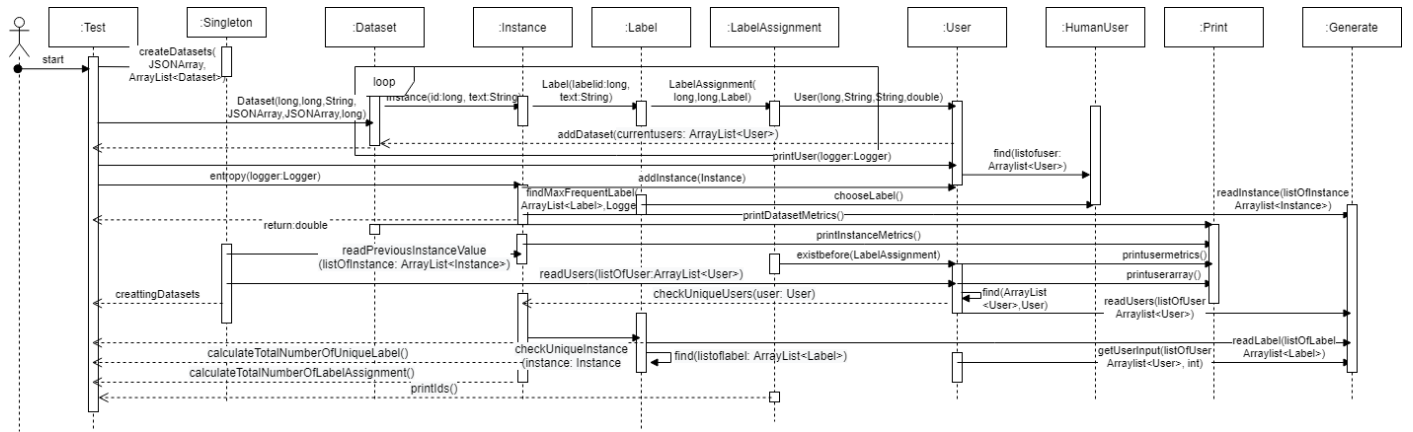 :Test
:Singleton
:Dataset
:Instance
:Label
:LabelAssignment
:User
:HumanUser
:Print
:Generate
start
createDatasets(
JSONArray,
ArrayList<Dataset>
loop
Dataset(long,long,String,
JSONArray,JSONArray,long)
Instance(id:long, text:String)
Label(labelid:long,
text:String)
LabelAssignment(
long,long,Label)
User(long,String,String,double)
addDataset(currentusers: ArrayList<User>)
printUser(logger:Logger)
find(listofuser:
Arraylist<User>)
entropy(logger:Logger)
addInstance(Instance)
findMaxFrequentLabel(
ArrayList<Label>,Logge
chooseLabel()
readInstance(listOfInstance
Arraylist<Instance>)
return:double
printDatasetMetrics()
printInstanceMetrics()
readPreviousInstanceValue
(listOfInstance: ArrayList<Instance>)
existbefore(LabelAssignment)
printusermetrics()
readUsers(listOfUser:ArrayList<User>)
printuserarray()
creattingDatasets
checkUniqueUsers(user: User)
find(ArrayList
<User>,User)
readUsers(listOfUser
Arraylist<User>)
calculateTotalNumberOfUniqueLabel()
checkUniqueInstance
(instance: Instance
find(listoflabel: ArrayList<Label>)
readLabel(listOfLabel
Arraylist<Label>)
getUserInput(listOfUser
Arraylist<User>, int)
calculateTotalNumberOfLabelAssignment()
printIds()